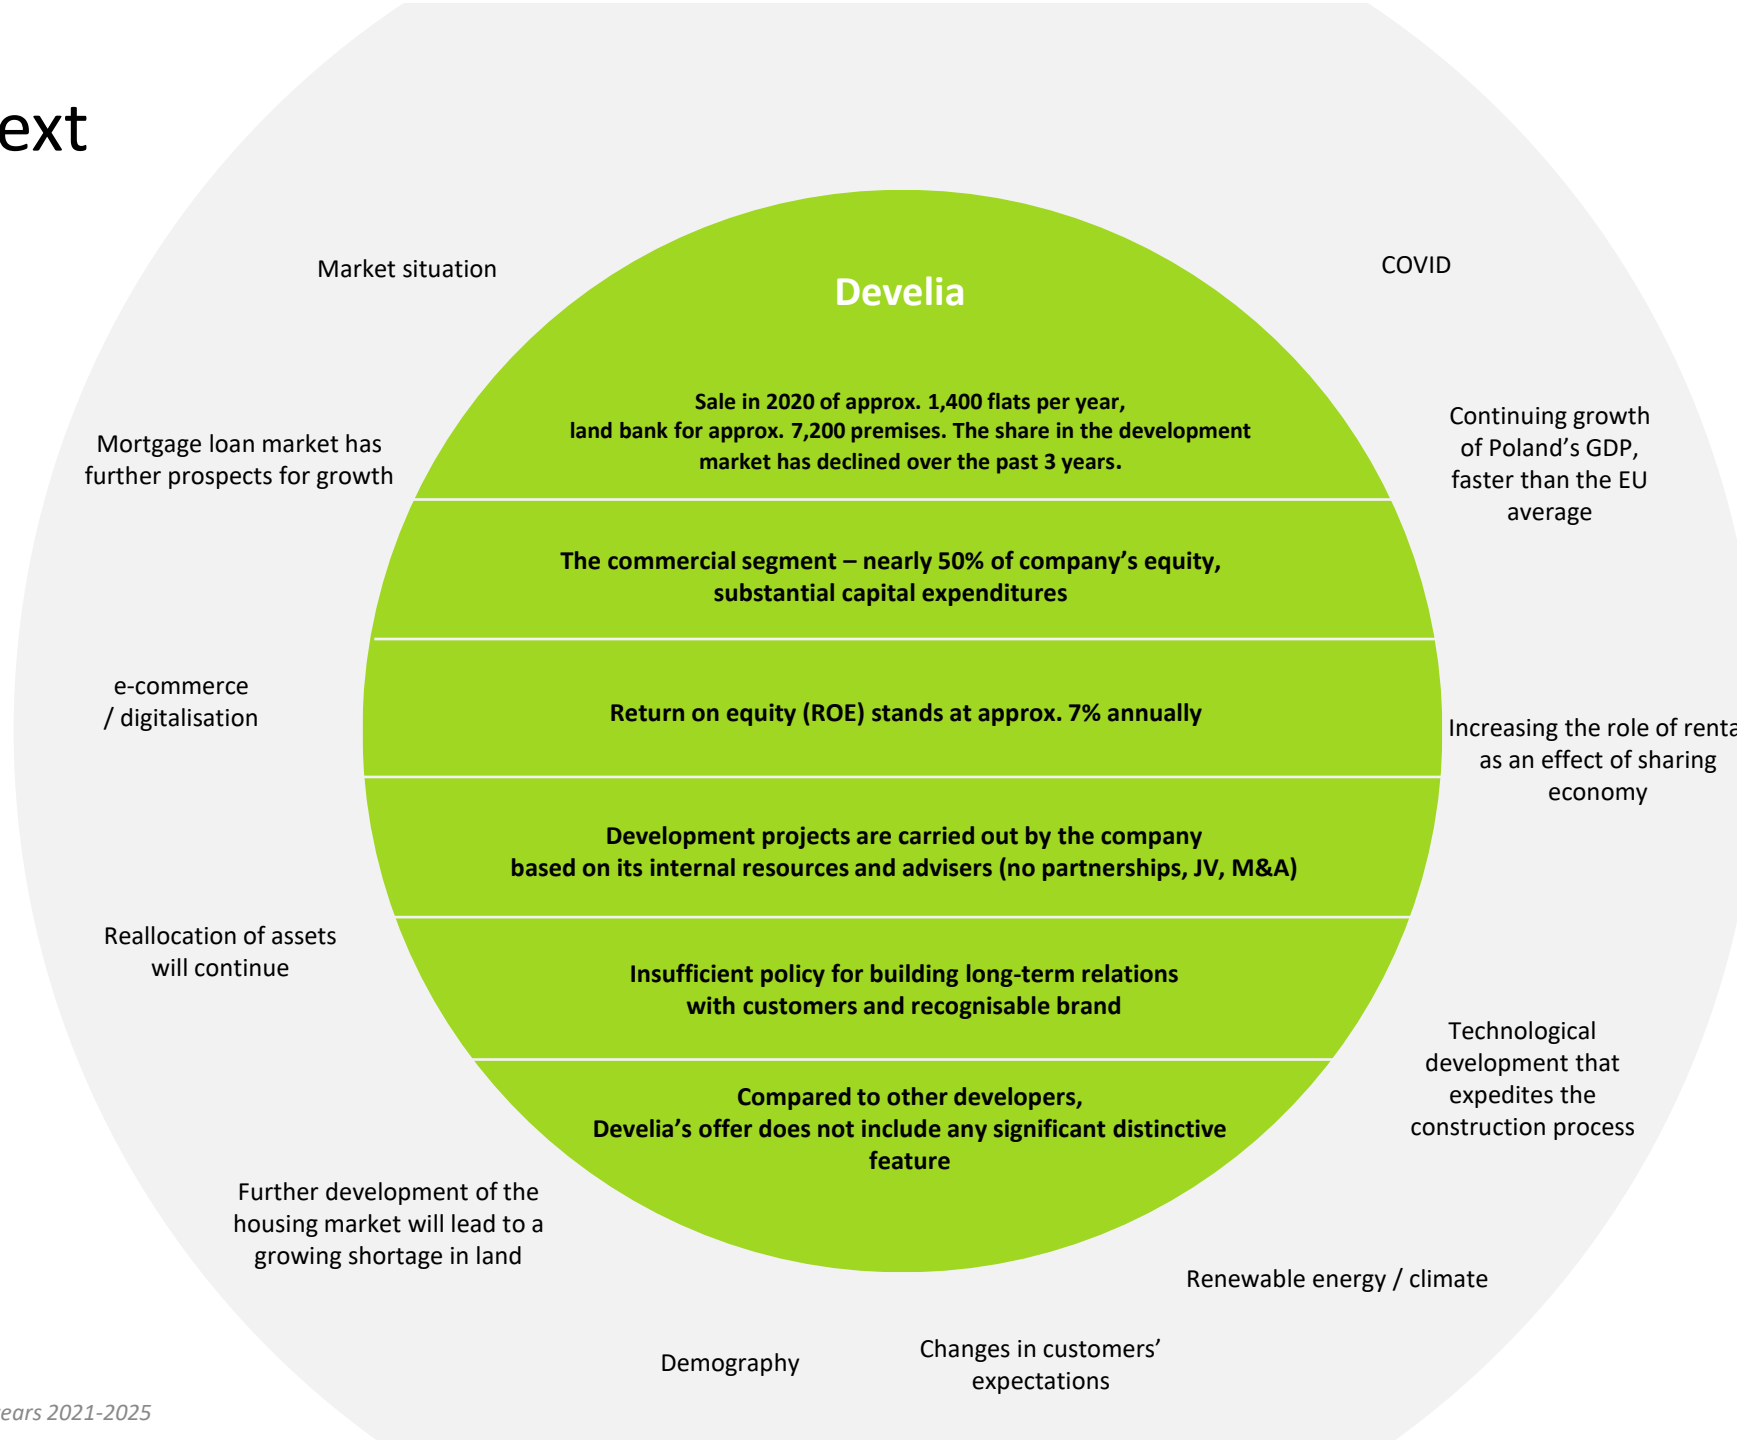 ext
Market situation
COVID
Develia
Sale in 2020 of approx. 1,400 flats per year,
land bank for approx. 7,200 premises. The share in the development
market has declined over the past 3 years.
Mortgage loan market has
further prospects for growth
Continuing growth
of Poland’s GDP,
faster than the EU
average
The commercial segment – nearly 50% of company’s equity,
substantial capital expenditures
e-commerce
/ digitalisation
Return on equity (ROE) stands at approx. 7% annually
Increasing the role of renta
as an effect of sharing
economy
Development projects are carried out by the company
based on its internal resources and advisers (no partnerships, JV, M&A)
Reallocation of assets
will continue
Insufficient policy for building long-term relations
with customers and recognisable brand
Technological
development that
expedites the
construction process
Compared to other developers,
Develia’s offer does not include any significant distinctive
feature
Further development of the
housing market will lead to a
growing shortage in land
Renewable energy / climate
Demography
Changes in customers’
expectations
ears 2021-2025